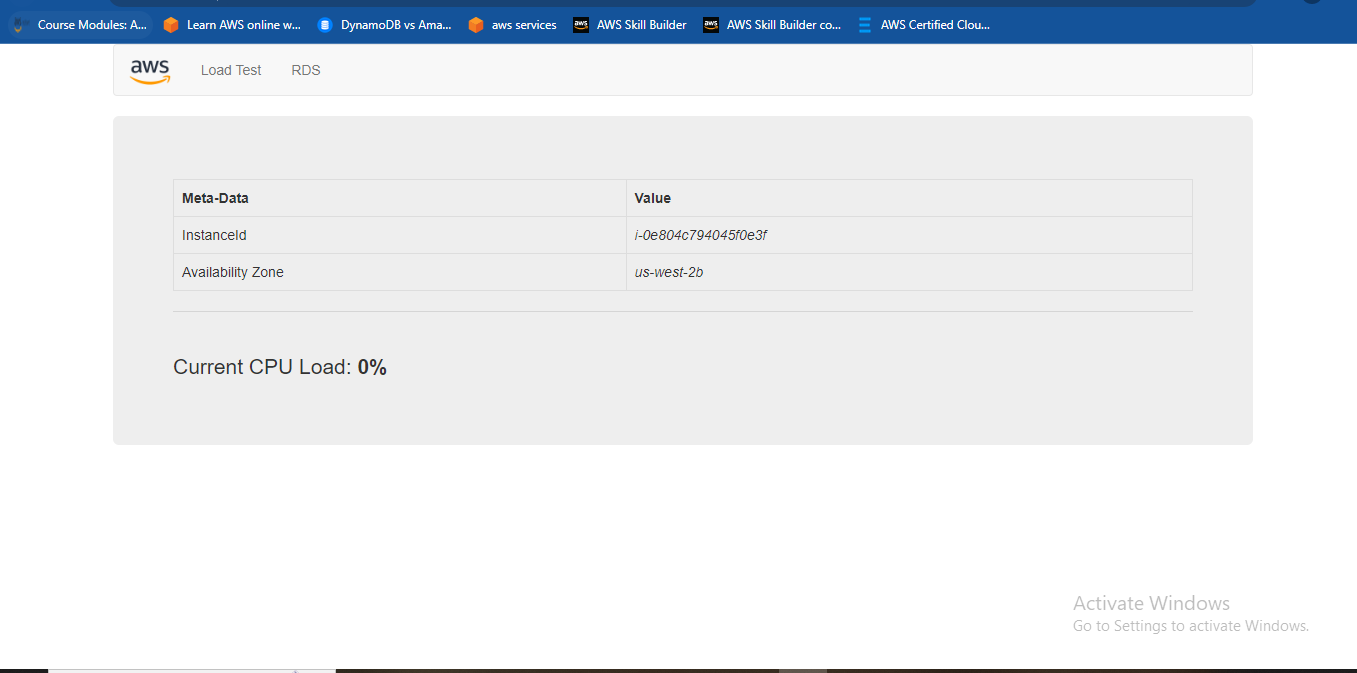 Course Modules: A... Learn AWS online w... DynamoDB vs Ama... aws services aws AWS Skill Builder aws AWS Skill Builder co... AWS Certified Clou...
aws Load Test RDS
Meta-Data Value
InstanceId i-0e804c794045f0e3f
Availability Zone us-west-2b
Current CPU Load: 0%
Activate Windows
Go to Settings to activate Windows.